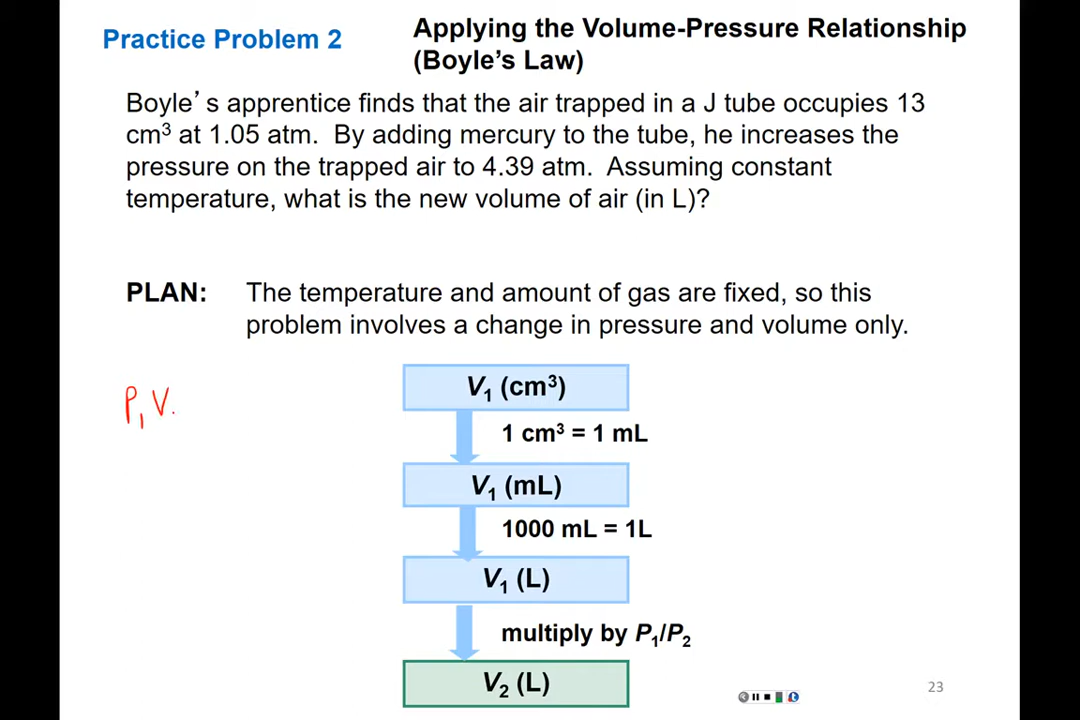 Practice Problem 2
Applying the Volume-Pressure Relationship
(Boyle's Law)
Boyle's apprentice finds that the air trapped in a J tube occupies 13
cm³ at 1.05 atm. By adding mercury to the tube, he increases the
pressure on the trapped air to 4.39 atm. Assuming constant
temperature, what is the new volume of air (in L)?
PLAN: The temperature and amount of gas are fixed, so this
problem involves a change in pressure and volume only.
P₁ V.
V₁ (cm³)
1 cm³ = 1 mL
V₁ (mL)
1000 mL = 1L
V₁ (L)
multiply by P₁/P₂
V₂ (L)
23